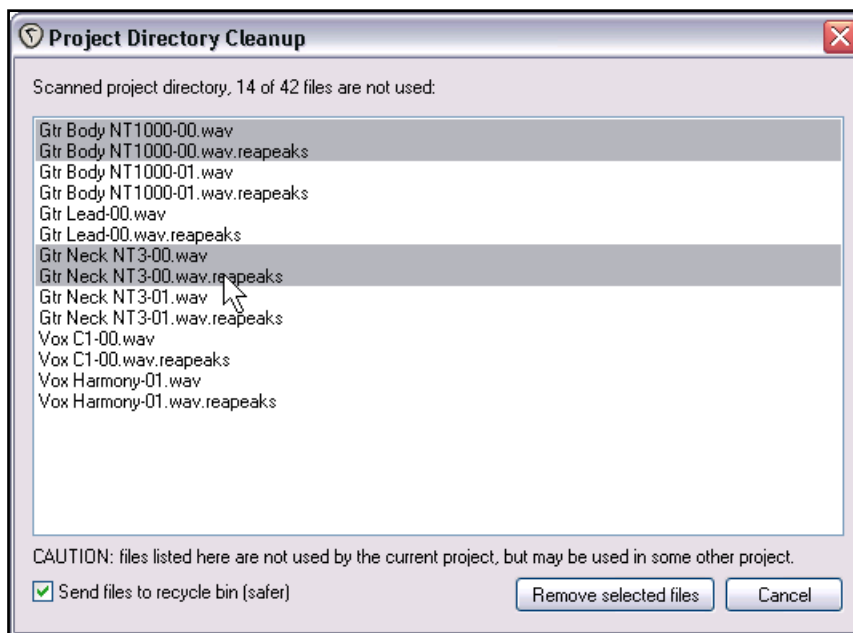 Project Directory Cleanup
Scanned project directory, 14 of 42 files are not used:
Gtr Body NT1000-00.wav
Gtr Body NT1000-00.wav.reapeaks
Gtr Body NT1000-01.wav
Gtr Body NT1000-01.wav.reapeaks
Gtr Lead-00.wav
Gtr Lead-00.wav.reapeaks
Gtr Neck NT3-00.wav
Gtr Neck NT3-00.wav.reapeaks
Gtr Neck NT3-01.wav
Gtr Neck NT3-01.wav.reapeaks
Vox C1-00.wav
Vox C1-00.wav.reapeaks
Vox Harmony-01.wav
Vox Harmony-01.wav.reapeaks
CAUTION: files listed here are not used by the current project, but may be used in some other project.
Send files to recycle bin (safer)
Remove selected files
Cancel